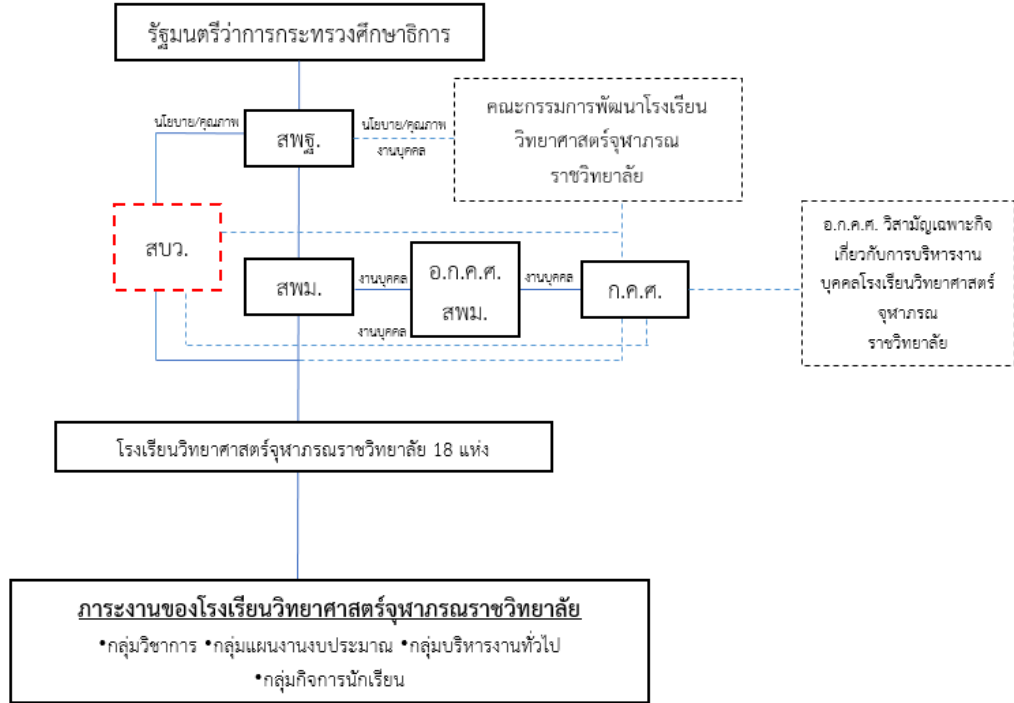 รัฐมนตรีว่าการกระทรวงศึกษาธิการ
นโยบาย/คุณภาพ
สพฐ.
นโยบาย/คุณภาพ
งานบุคคล
คณะกรรมการพัฒนาโรงเรียน
วิทยาศาสตร์จุฬาภรณ
ราชวิทยาลัย
สบว.
สพม.
งานบุคคล
อ.ก.ค.ศ.
สพม.
งานบุคคล
ก.ค.ศ.
อ.ก.ค.ศ. วิสามัญเฉพาะกิจ
เกี่ยวกับการบริหารงาน
บุคคลโรงเรียนวิทยาศาสตร์
จุฬาภรณ
ราชวิทยาลัย
งานบุคคล
โรงเรียนวิทยาศาสตร์จุฬาภรณราชวิทยาลัย 18 แห่ง
ภาระงานของโรงเรียนวิทยาศาสตร์จุฬาภรณราชวิทยาลัย
•กลุ่มวิชาการ •กลุ่มแผนงานงบประมาณ •กลุ่มบริหารงานทั่วไป
•กลุ่มกิจการนักเรียน